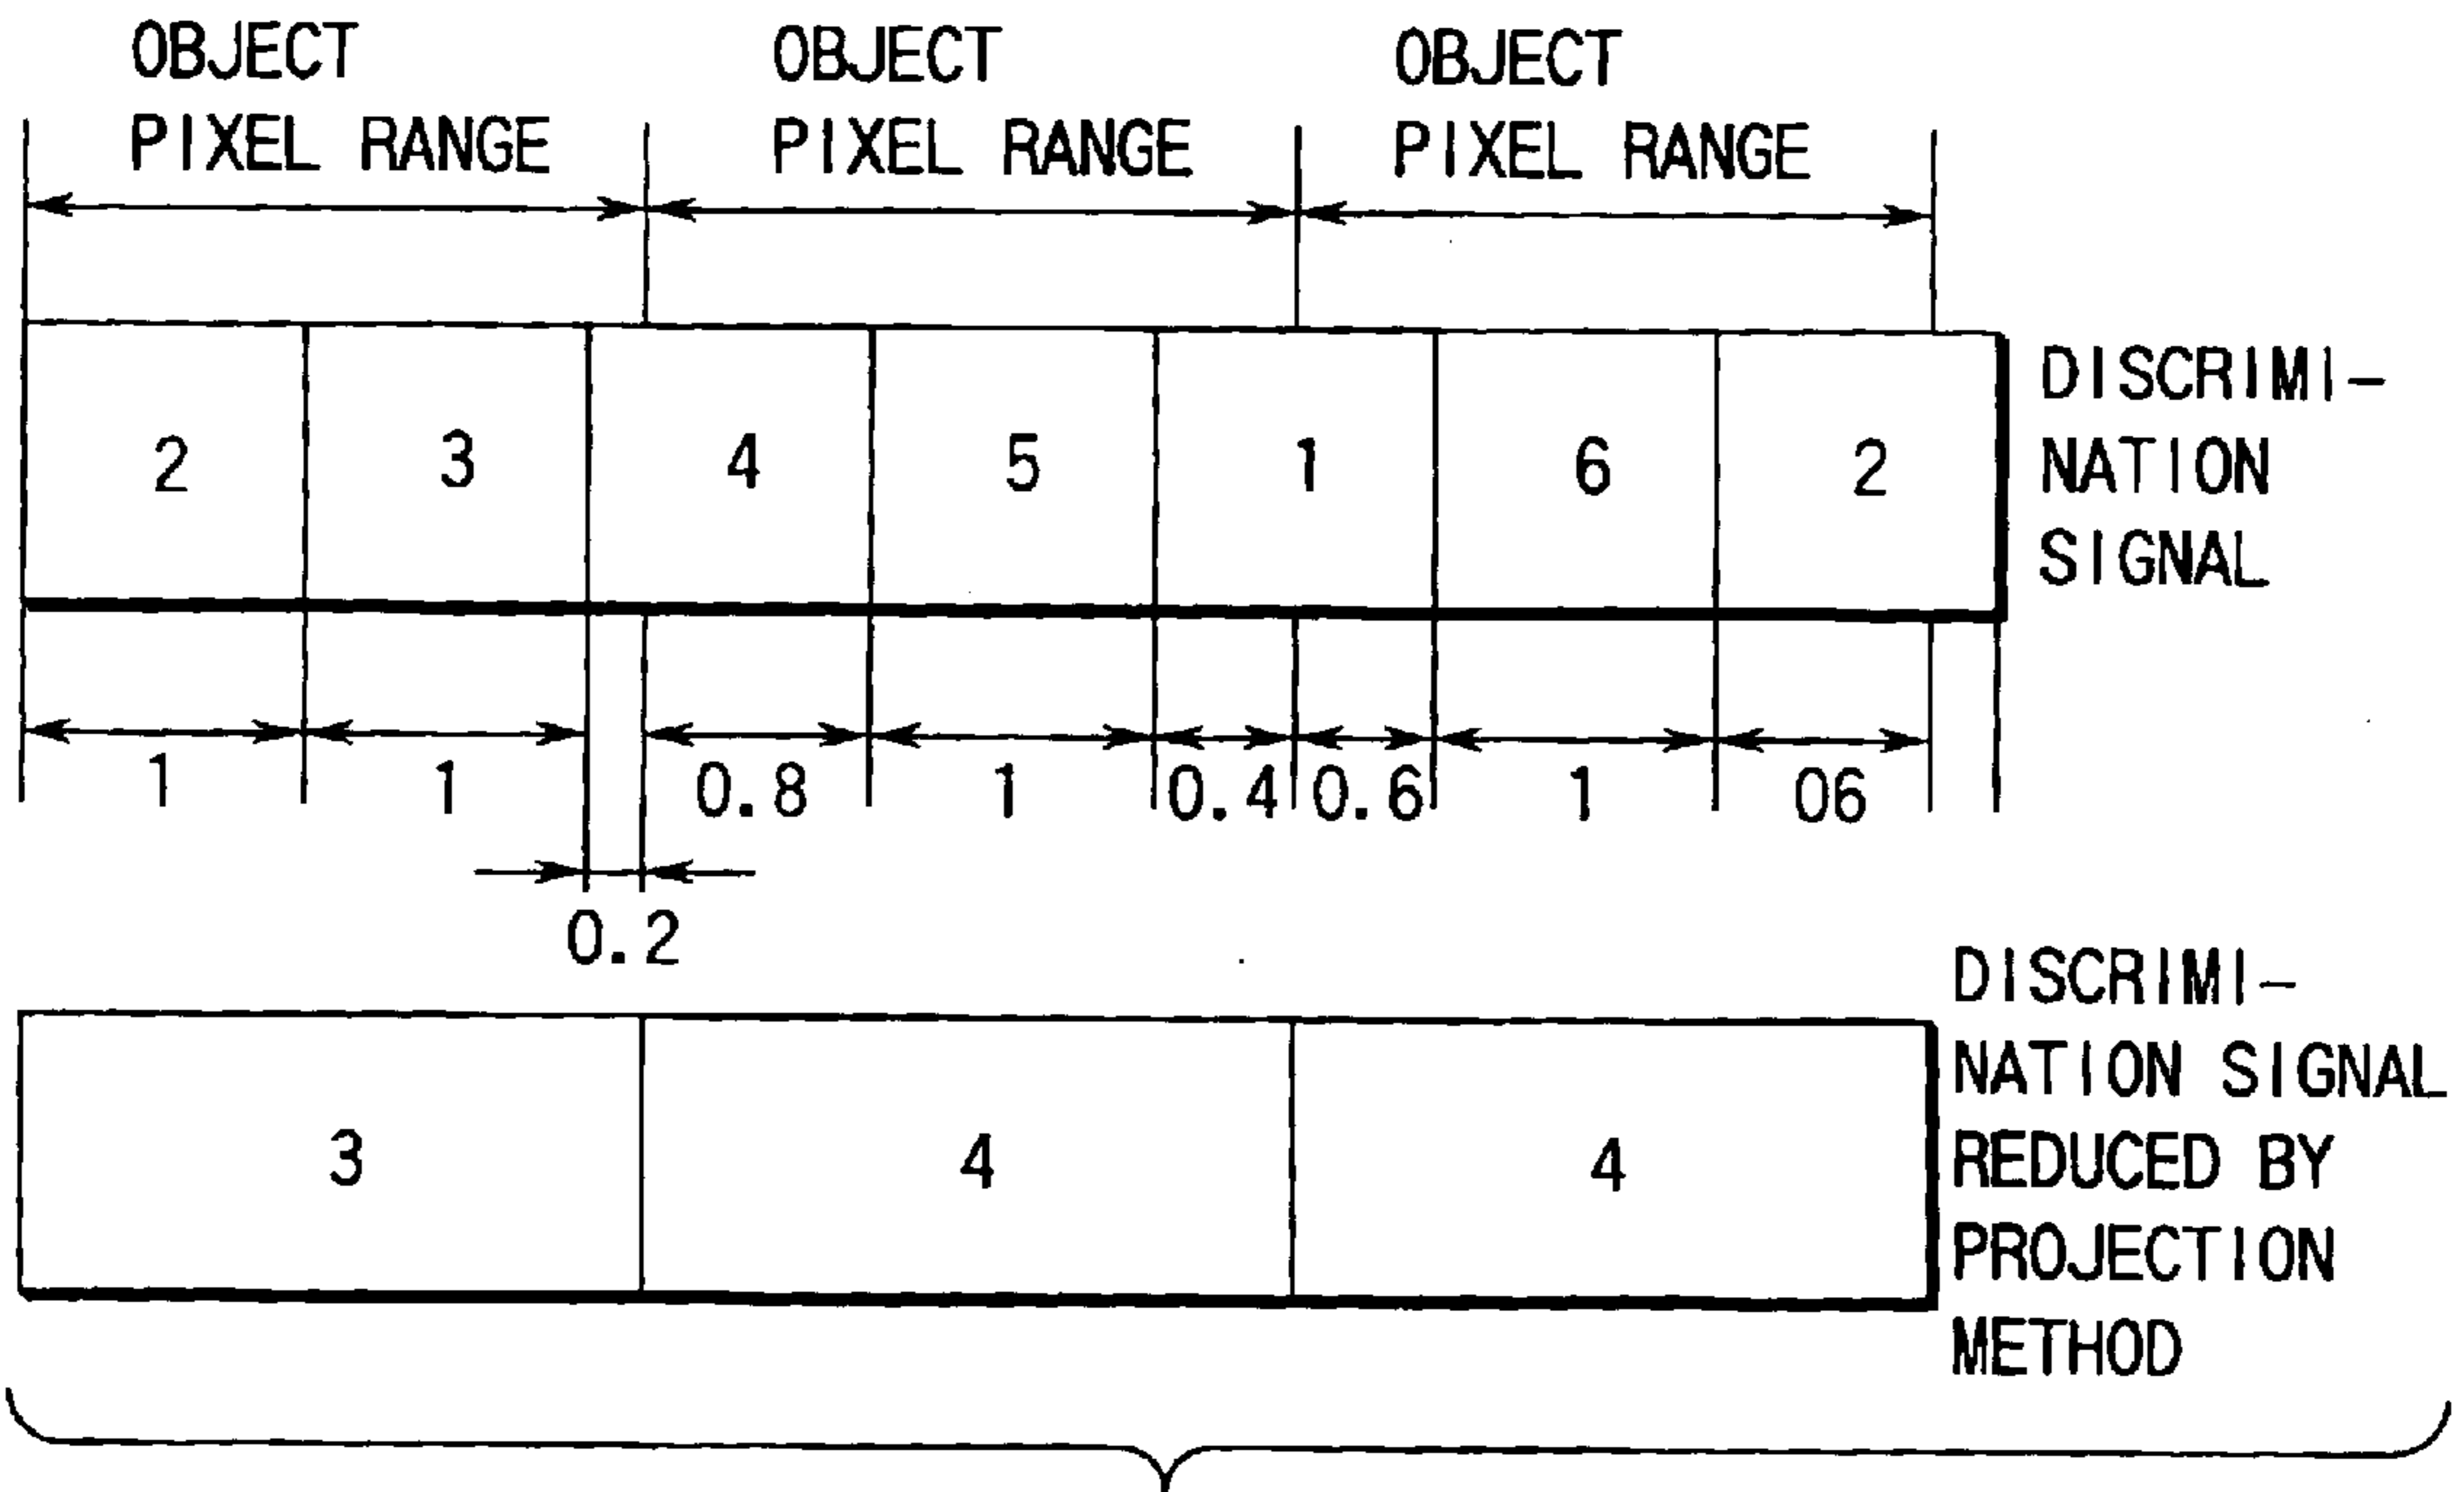 OBJECT
PIXEL RANGE
OBJECT
PIXEL RANGE
OBJECT
PIXEL RANGE
2 3 4 5 1 6 2
DISCRIMI-
NATION
SIGNAL
1 1 0.8 1 0.4 0.6 1 06
0.2
3 4 4
DISCRIMI-
NATION SIGNAL
REDUCED BY
PROJECTION
METHOD